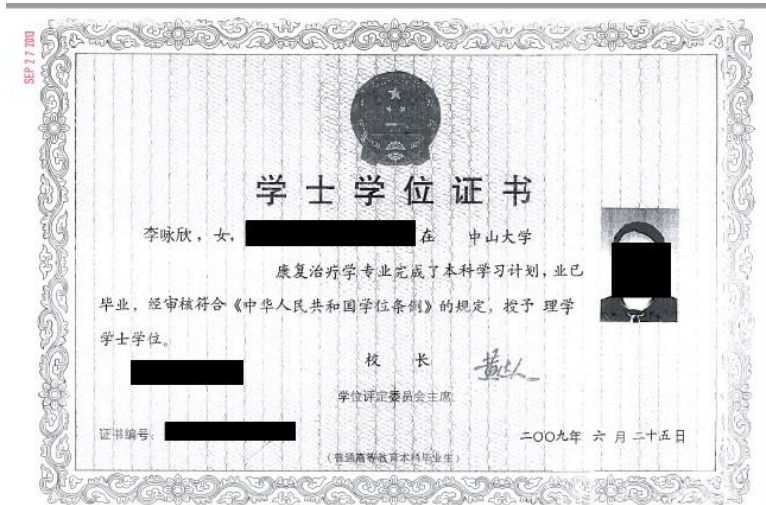 SEP 27 2013
学士学位证书
李咏欣，女， 在 中山大学
康复治疗学专业完成了本科学习计划，业已
毕业，经审核符合《中华人民共和国学位条例》的规定，授予 理学
学士学位。
校 长
学位评定委员会主席
证书编号：
二〇〇九年 六 月 二十五日
（普通高等教育本科毕业生）